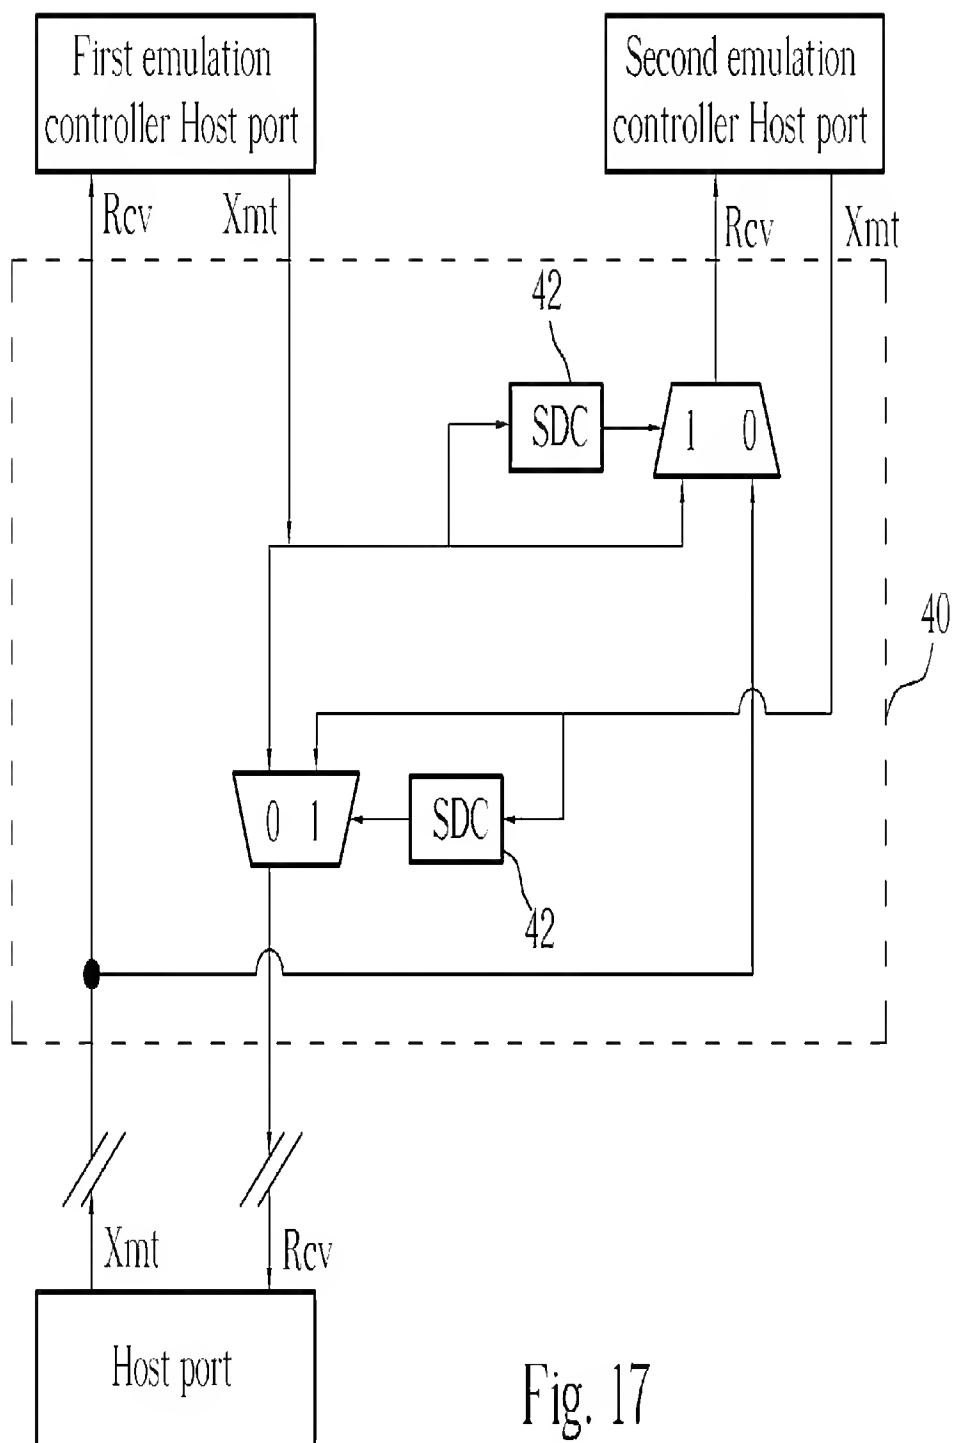 First emulation
controller Host port
Second emulation
controller Host port
Rcv
Xmt
Rcv
Xmt
42
SDC
1 0
40
0 1
SDC
42
Xmt
Rcv
Host port
Fig. 17